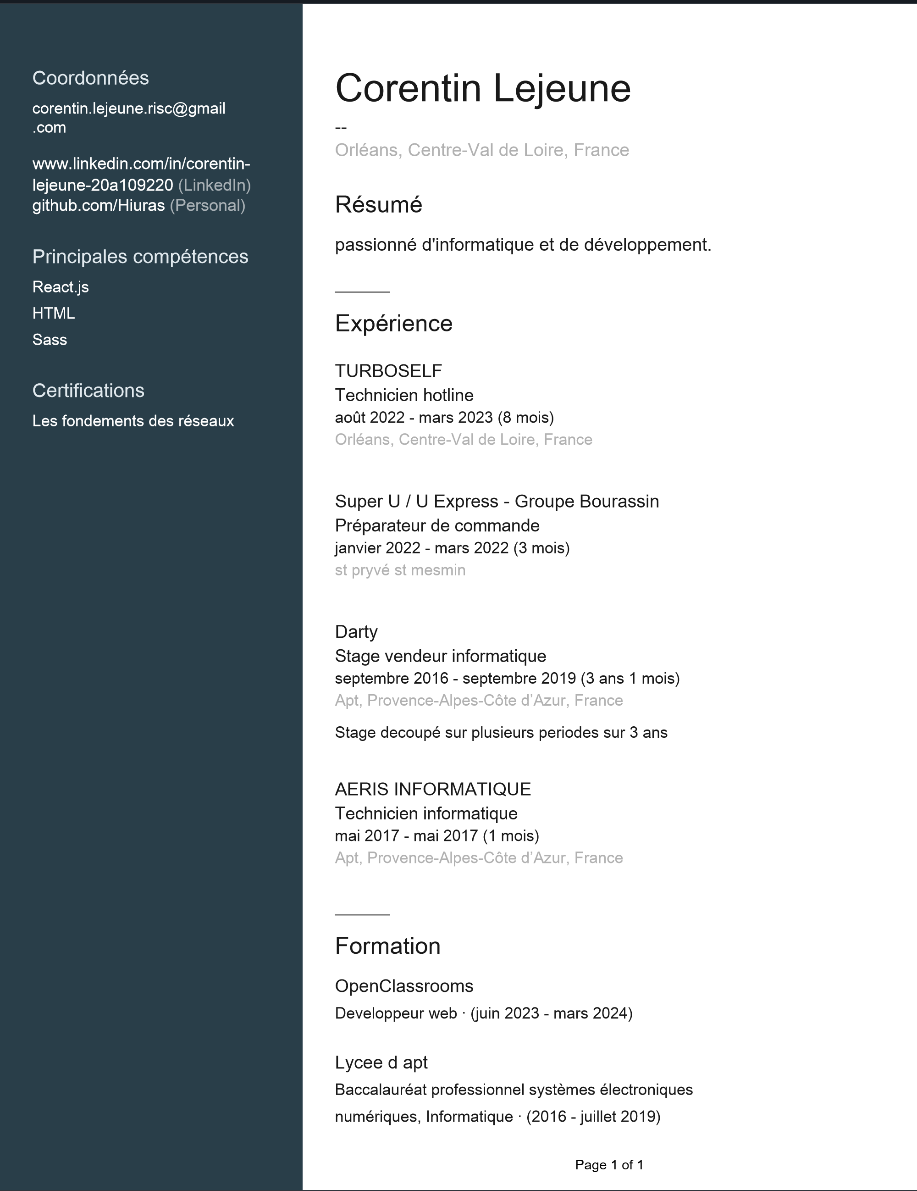 Coordonnées
corentin.lejeune.risc@gmail
.com
www.linkedin.com/in/corentin-
lejeune-20a109220 (LinkedIn)
github.com/Hiuras (Personal)
Principales compétences
React.js
HTML
Sass
Certifications
Les fondements des réseaux
Corentin Lejeune
--
Orléans, Centre-Val de Loire, France
Résumé
passionné d'informatique et de développement.
Expérience
TURBOSELF
Technicien hotline
août 2022 - mars 2023 (8 mois)
Orléans, Centre-Val de Loire, France
Super U / U Express - Groupe Bourassin
Préparateur de commande
janvier 2022 - mars 2022 (3 mois)
st pryvé st mesmin
Darty
Stage vendeur informatique
septembre 2016 - septembre 2019 (3 ans 1 mois)
Apt, Provence-Alpes-Côte d'Azur, France
Stage decoupé sur plusieurs periodes sur 3 ans
AERIS INFORMATIQUE
Technicien informatique
mai 2017 - mai 2017 (1 mois)
Apt, Provence-Alpes-Côte d'Azur, France
Formation
OpenClassrooms
Developpeur web · (juin 2023 - mars 2024)
Lycee d apt
Baccalauréat professionnel systèmes électroniques
numériques, Informatique · (2016 - juillet 2019)
Page 1 of 1